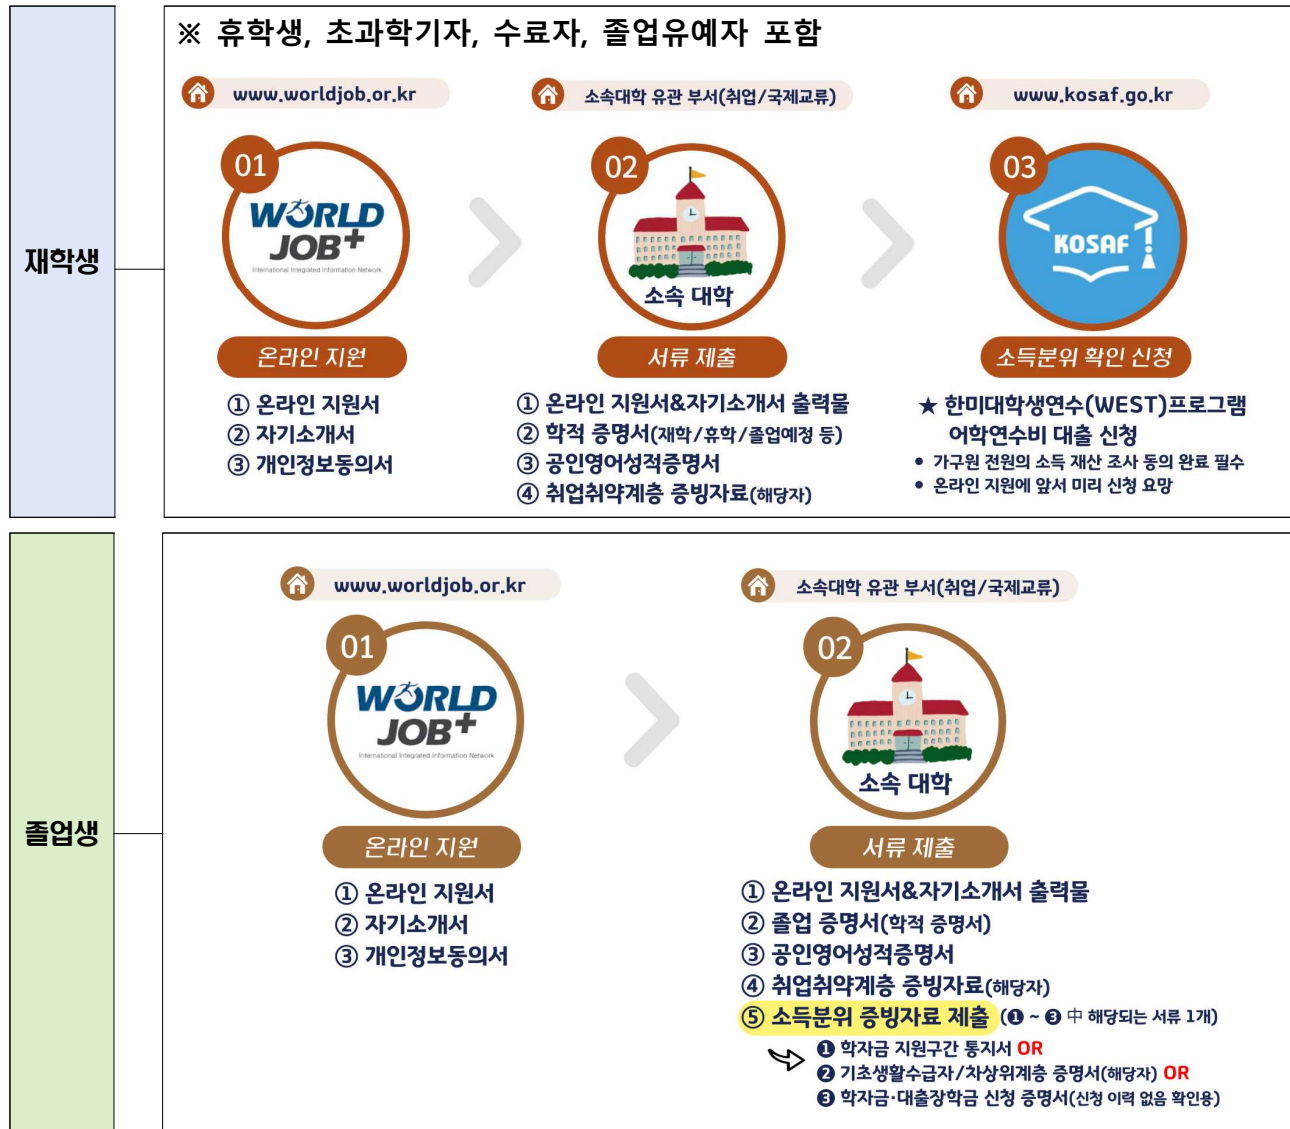 재학생
※ 휴학생, 초과학기자, 수료자, 졸업유예자 포함
www.worldjob.or.kr
01
WORLD
JOB+
International Integrated Information Network
온라인 지원
① 온라인 지원서
② 자기소개서
③ 개인정보동의서
소속대학 유관 부서(취업/국제교류)
02
소속 대학
서류 제출
① 온라인 지원서&자기소개서 출력물
② 학적 증명서(재학/휴학/졸업예정 등)
③ 공인영어성적증명서
④ 취업취약계층 증빙자료(해당자)
www.kosaf.go.kr
03
KOSAF
소득분위 확인 신청
★ 한미대학생연수(WEST)프로그램
어학연수비 대출 신청
• 가구원 전원의 소득 재산 조사 동의 완료 필수
• 온라인 지원에 앞서 미리 신청 요망
졸업생
www.worldjob.or.kr
01
WORLD
JOB+
International Integrated Information Network
온라인 지원
① 온라인 지원서
② 자기소개서
③ 개인정보동의서
소속대학 유관 부서(취업/국제교류)
02
소속 대학
서류 제출
① 온라인 지원서&자기소개서 출력물
② 졸업 증명서(학적 증명서)
③ 공인영어성적증명서
④ 취업취약계층 증빙자료(해당자)
⑤ 소득분위 증빙자료 제출 (❶ ~ ❸ 中 해당되는 서류 1개)
❶ 학자금 지원구간 통지서 OR
❷ 기초생활수급자/차상위계층 증명서(해당자) OR
❸ 학자금·대출장학금 신청 증명서(신청 이력 없음 확인용)